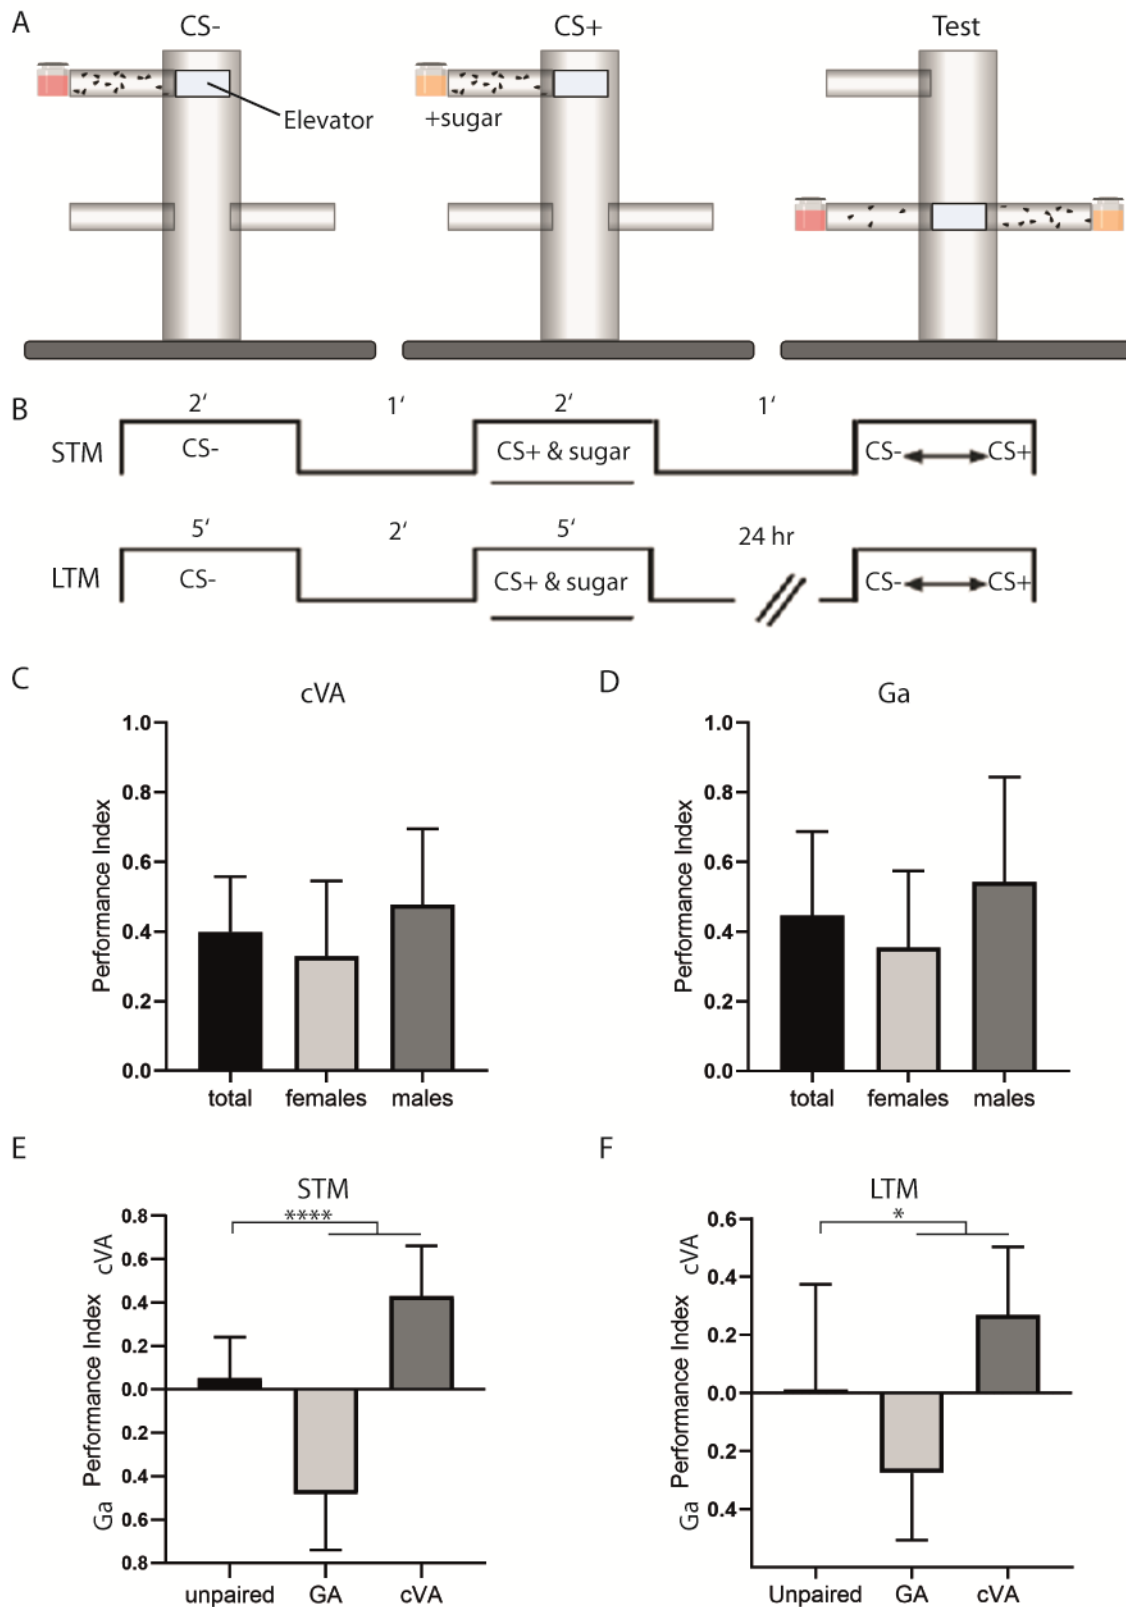 A
CS-
CS+
Test
Elevator
+sugar
B
2‘
1‘
2‘
1‘
STM
CS-
CS+ & sugar
CS-
CS+
5‘
2‘
5‘
24 hr
LTM
CS-
CS+ & sugar
CS-
CS+
C
cVA
Performance Index
1.0
0.8
0.6
0.4
0.2
0.0
total
females
males
D
Ga
Performance Index
1.0
0.8
0.6
0.4
0.2
0.0
total
females
males
E
STM
****
cVA
Performance Index
Ga
0.8
0.6
0.4
0.2
0.0
0.2
0.4
0.6
0.8
unpaired
GA
cVA
F
LTM
*
cVA
Performance Index
Ga
0.6
0.4
0.2
0.0
0.2
0.4
Unpaired
GA
cVA